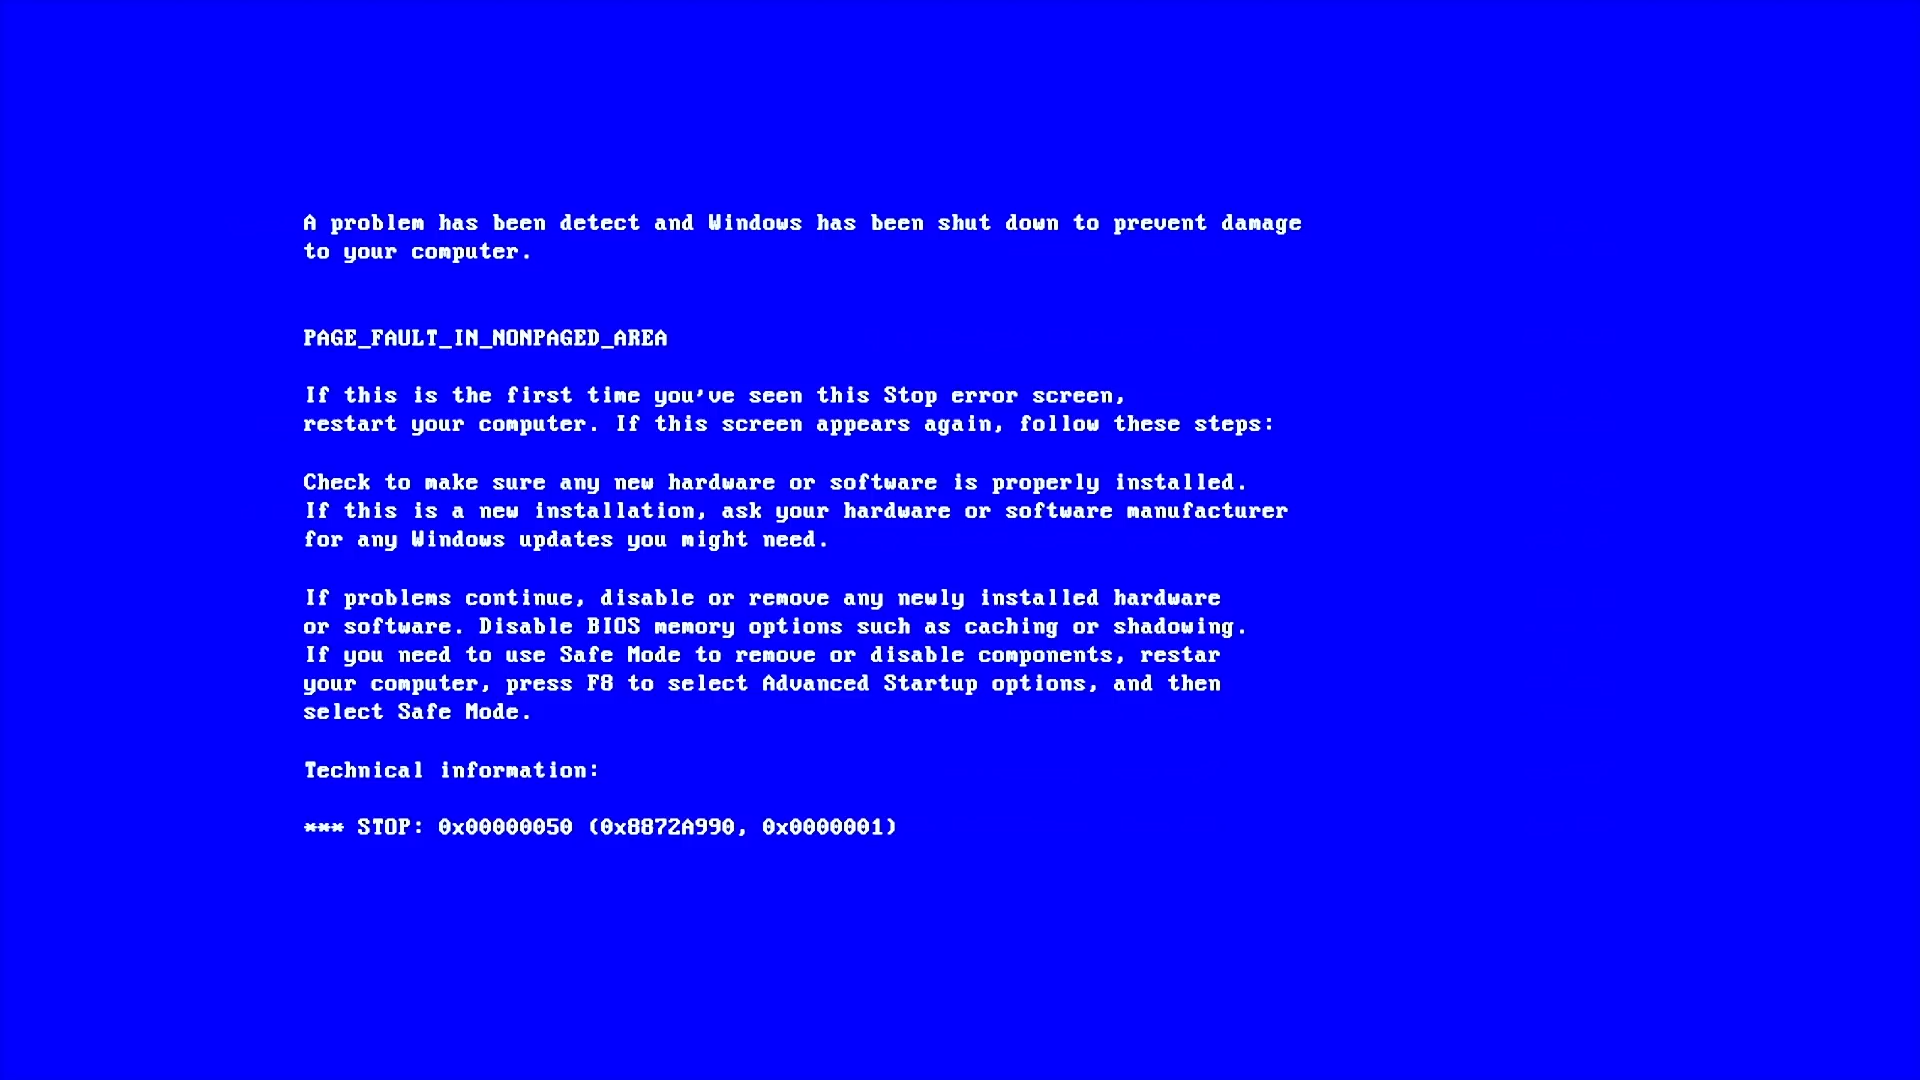 A problem has been detect and Windows has been shut down to prevent damage
to your computer.
PAGE_FAULT_IN_NONPAGED_AREA
If this is the first time you've seen this Stop error screen,
restart your computer. If this screen appears again, follow these steps:
Check to make sure any new hardware or software is properly installed.
If this is a new installation, ask your hardware or software manufacturer
for any Windows updates you might need.
If problems continue, disable or remove any newly installed hardware
or software. Disable BIOS memory options such as caching or shadowing.
If you need to use Safe Mode to remove or disable components, restar
your computer, press F8 to select Advanced Startup options, and then
select Safe Mode.
Technical information:
*** STOP: 0x00000050 (0x8872A990, 0x0000001)